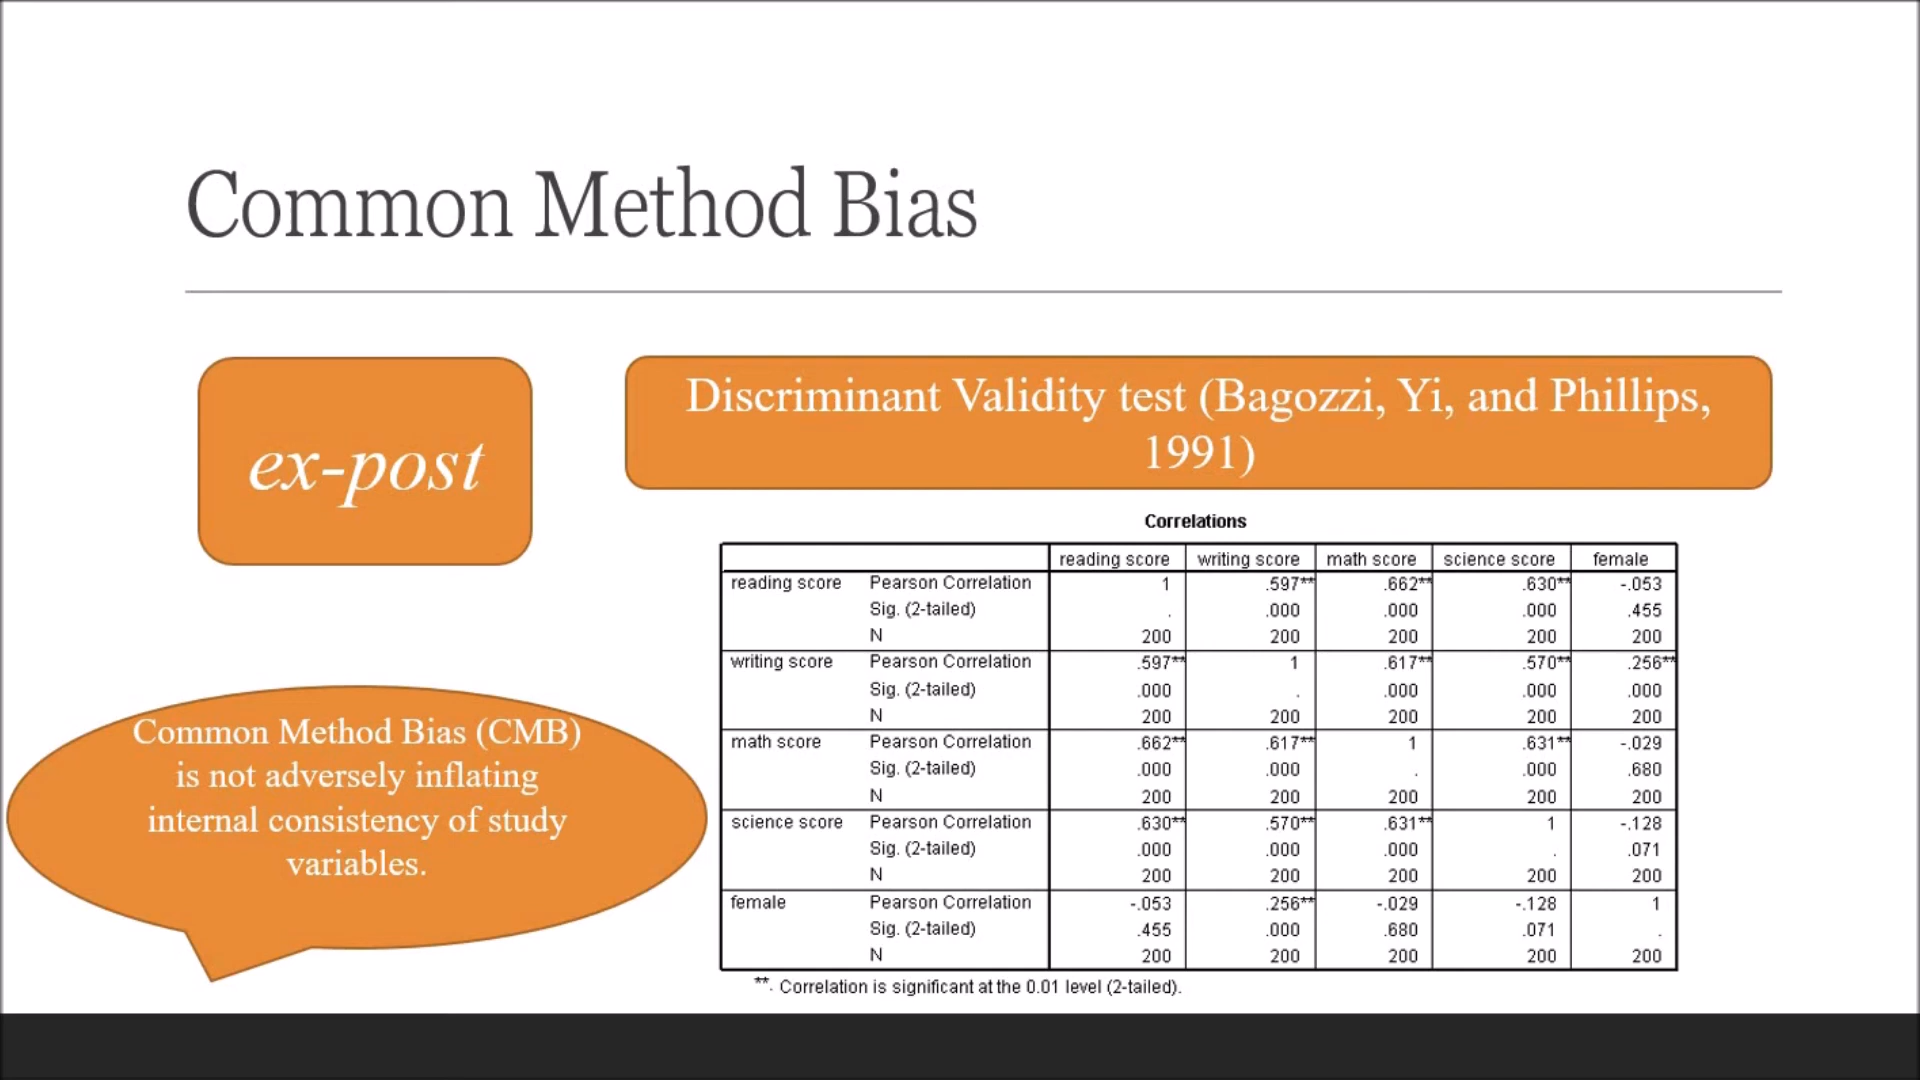 Common Method Bias
ex-post
Discriminant Validity test (Bagozzi, Yi, and Phillips,
1991)
Common Method Bias (CMB)
is not adversely inflating
internal consistency of study
variables.
Correlations
reading score writing score math score science score female
reading score Pearson Correlation 1 .597** .662** .630** -.053
Sig. (2-tailed) . .000 .000 .000 .455
N 200 200 200 200 200
writing score Pearson Correlation .597** 1 .617** .570** .256**
Sig. (2-tailed) .000 . .000 .000 .000
N 200 200 200 200 200
math score Pearson Correlation .662** .617** 1 .631** -.029
Sig. (2-tailed) .000 .000 . .000 .680
N 200 200 200 200 200
science score Pearson Correlation .630** .570** .631** 1 -.128
Sig. (2-tailed) .000 .000 .000 . .071
N 200 200 200 200 200
female Pearson Correlation -.053 .256** -.029 -.128 1
Sig. (2-tailed) .455 .000 .680 .071 .
N 200 200 200 200 200
**. Correlation is significant at the 0.01 level (2-tailed).